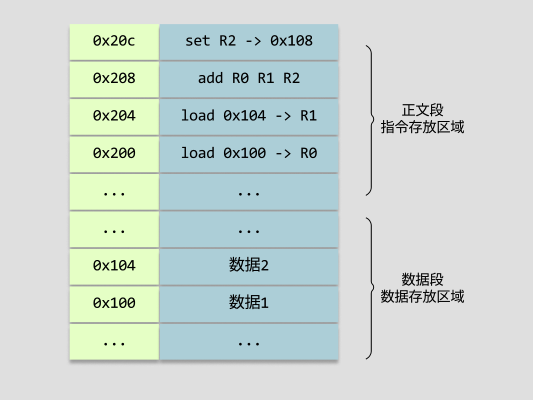 0x20c set R2 -> 0x108
0x208 add R0 R1 R2
0x204 load 0x104 -> R1
0x200 load 0x100 -> R0
... ...
... ...
0x104 数据2
0x100 数据1
... ...
正文段
指令存放区域
数据段
数据存放区域